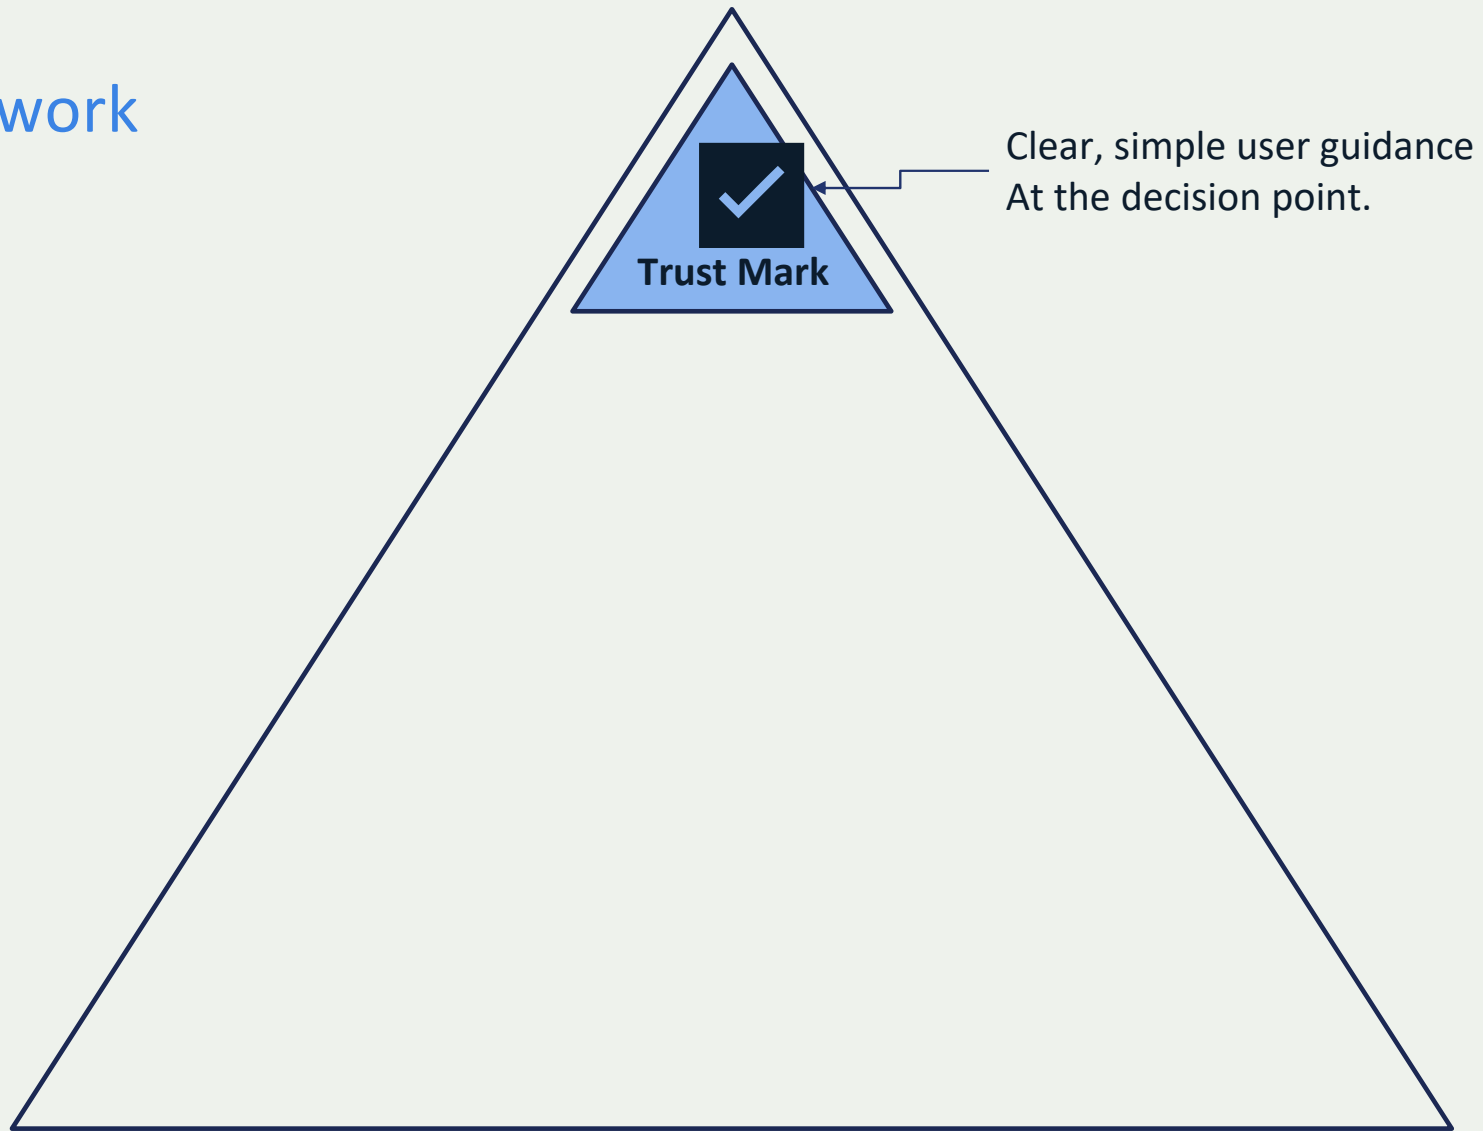 work
Clear, simple user guidance
At the decision point.
Trust Mark